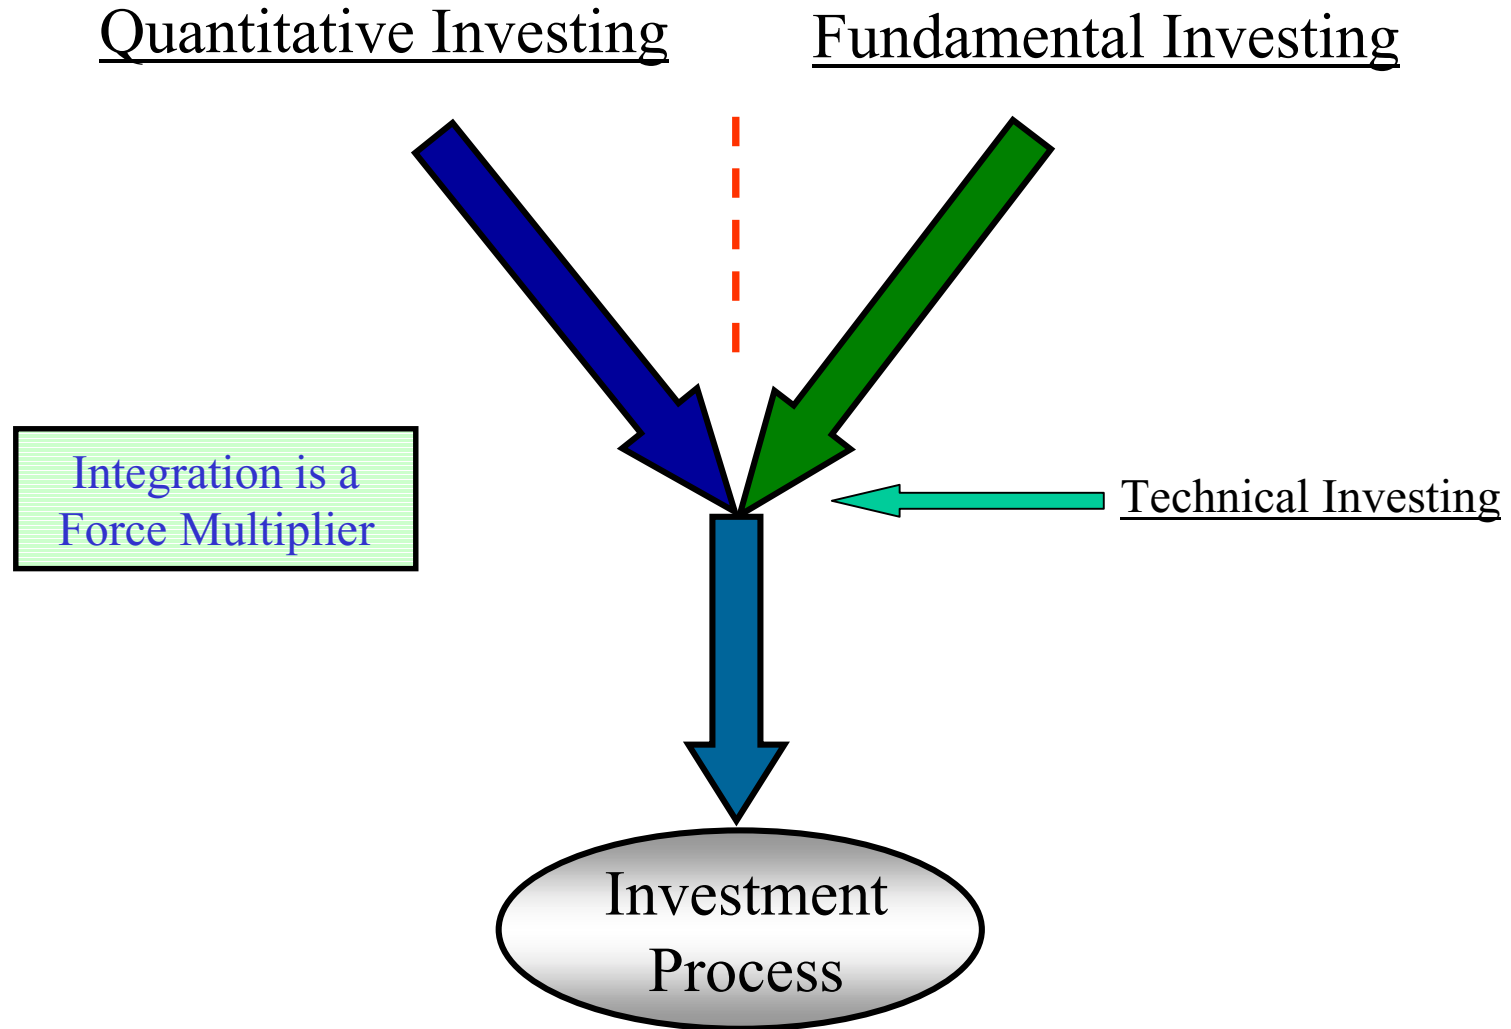 Quantitative Investing
Fundamental Investing
Integration is a
Force Multiplier
Technical Investing
Investment
Process